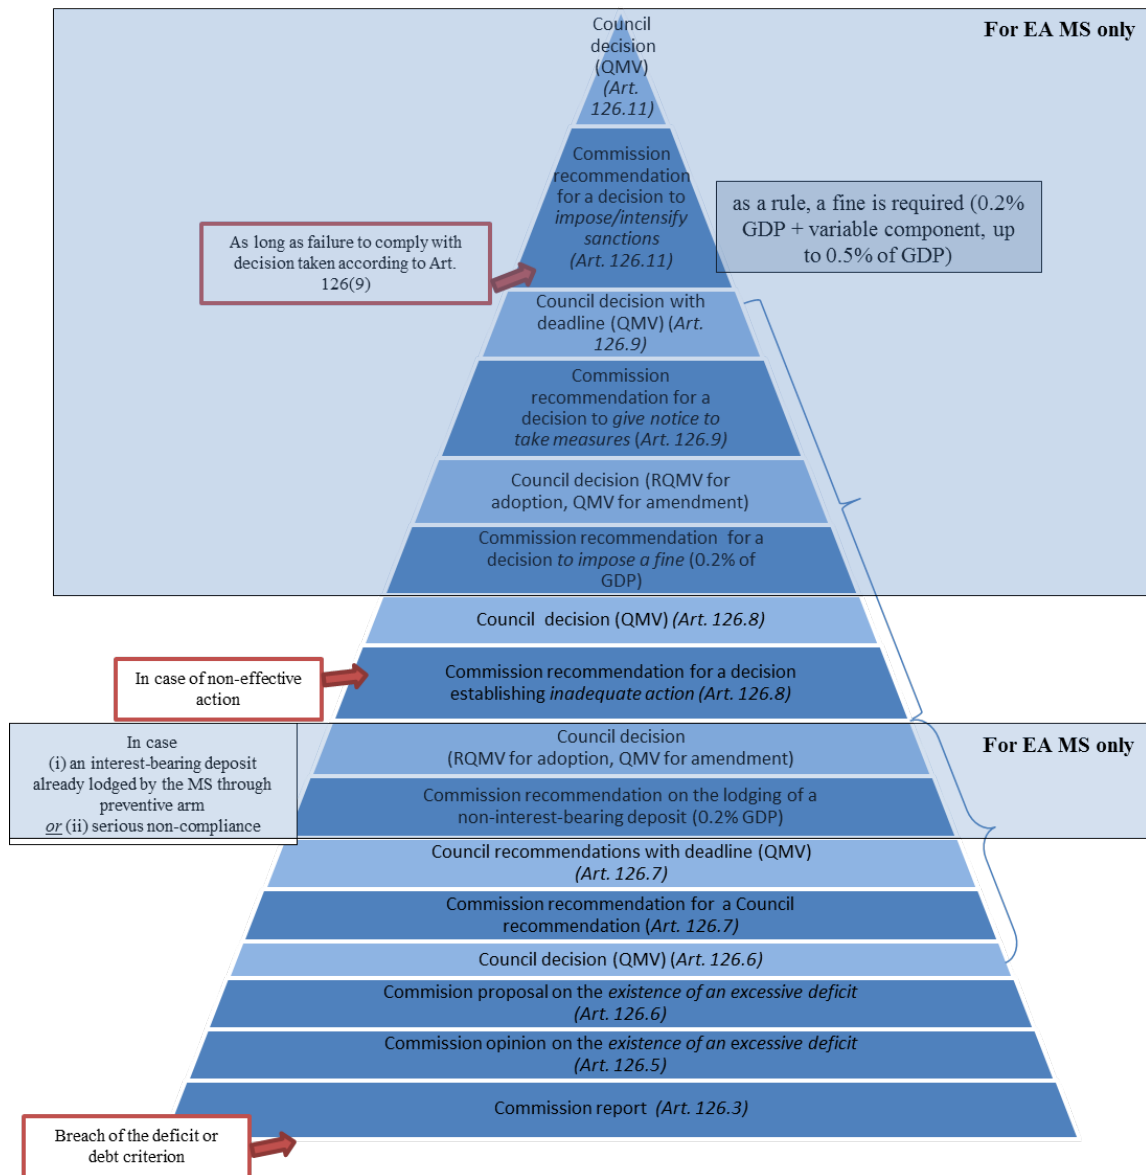 For EA MS only
Council
decision
(QMV)
(Art.
126.11)
Commission
recommendation
for a decision to
impose/intensify
sanctions
(Art. 126.11)
as a rule, a fine is required (0.2%
GDP + variable component, up
to 0.5% of GDP)
As long as failure to comply with
decision taken according to Art.
126(9)
Council decision with
deadline (QMV) (Art.
126.9)
Commission
recommendation for a
decision to give notice to
take measures (Art. 126.9)
Council decision (RQMV for
adoption, QMV for amendment)
Commission recommendation for a
decision to impose a fine (0.2% of
GDP)
Council decision (QMV) (Art. 126.8)
In case of non-effective
action
Commission recommendation for a decision
establishing inadequate action (Art. 126.8)
For EA MS only
In case
(i) an interest-bearing deposit
already lodged by the MS through
preventive arm
or (ii) serious non-compliance
Council decision
(RQMV for adoption, QMV for amendment)
Commission recommendation on the lodging of a
non-interest-bearing deposit (0.2% GDP)
Council recommendations with deadline (QMV)
(Art. 126.7)
Commission recommendation for a Council
recommendation (Art. 126.7)
Council decision (QMV) (Art. 126.6)
Commision proposal on the existence of an excessive deficit
(Art. 126.6)
Commission opinion on the existence of an excessive deficit
(Art. 126.5)
Commission report (Art. 126.3)
Breach of the deficit or
debt criterion